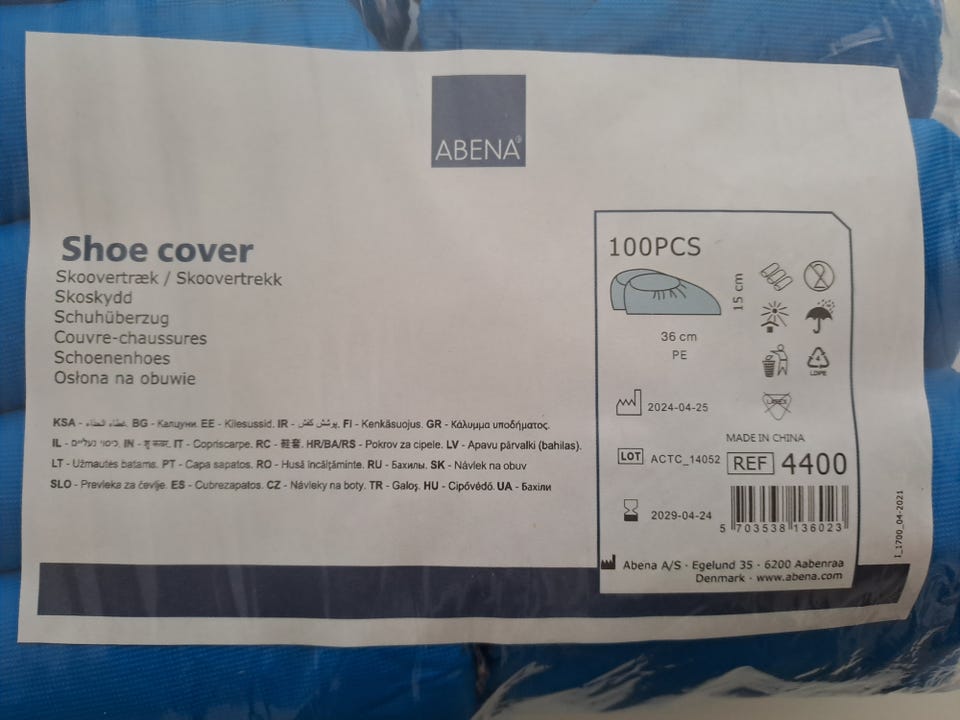 ABENA®
Shoe cover
Skoovertræk / Skoovertrekk
Skoskydd
Schuhüberzug
Couvre-chaussures
Schoenenhoes
Osłona na obuwie
KSA - غطاء الحذاء. BG - Калцуни. EE - Kilesussid. IR - پوشش کفش. FI - Kenkäsuojus. GR - Κάλυμμα υποδήματος.
IL - כיסוי נעליים. IN - शू कवर. IT - Copriscarpe. RC - 鞋套. HR/BA/RS - Pokrov za cipele. LV - Apavu pārvalki (bahilas).
LT - Užmautės batams. PT - Capa sapatos. RO - Husă încălțăminte. RU - Бахилы. SK - Návlek na obuv
SLO - Prevleka za čevlje. ES - Cubrezapatos. CZ - Návleky na boty. TR - Galoş. HU - Cipővédő. UA - Бахіли
100PCS
15 cm
36 cm
PE
LDPE
LATEX
2024-04-25
MADE IN CHINA
LOT ACTC_14052
REF 4400
2029-04-24
5 703538 136023
Abena A/S · Egelund 35 · 6200 Aabenraa
Denmark · www.abena.com
I_1700_04-2021